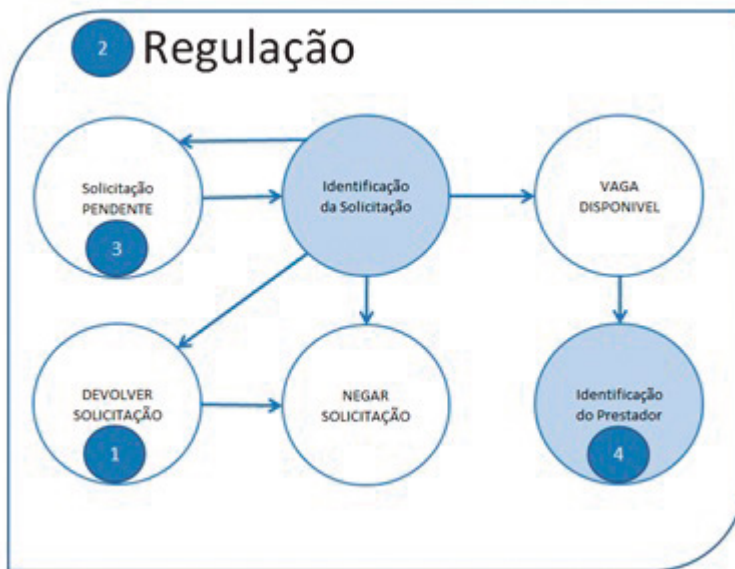 2 Regulação
Solicitação
PENDENTE
3
Identificação
da Solicitação
VAGA
DISPONIVEL
DEVOLVER
SOLICITAÇÃO
1
NEGAR
SOLICITAÇÃO
Identificação
do Prestador
4